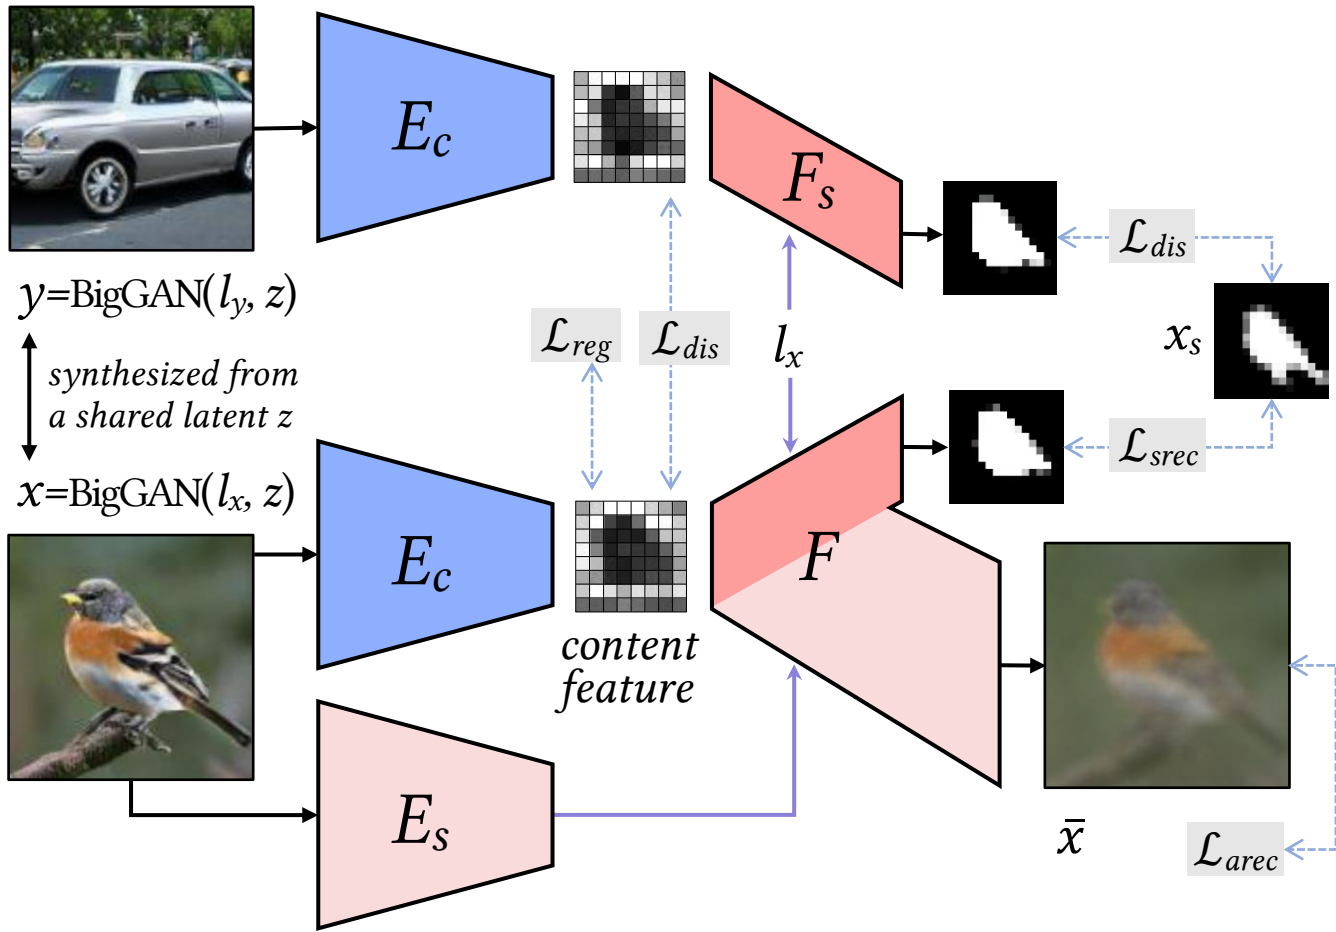 E_c
F_s
y=BigGAN(l_y, z)
L_dis
L_reg
L_dis
l_x
x_s
synthesized from
a shared latent z
x=BigGAN(l_x, z)
L_srec
E_c
F
content
feature
E_s
x̄
L_arec